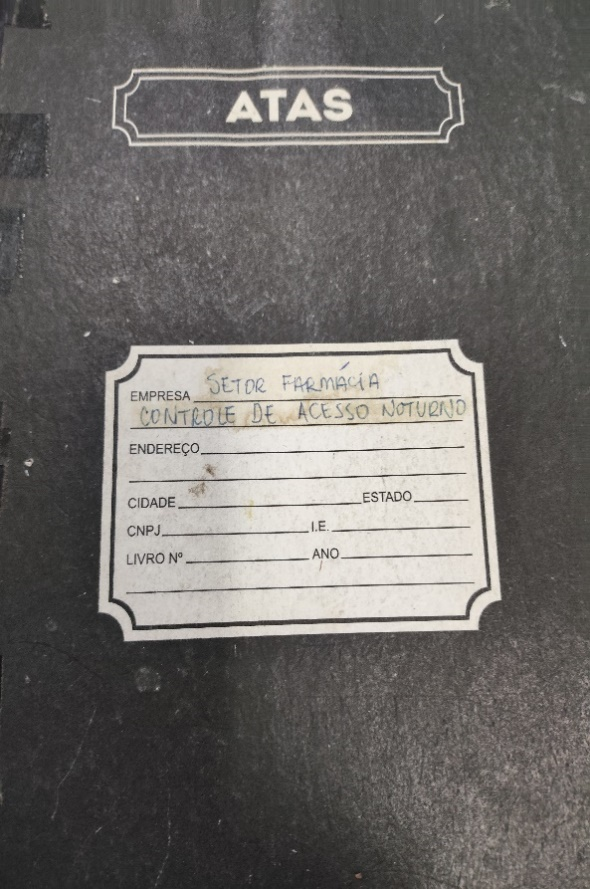 ATAS
EMPRESA SETOR FARMÁCIA
CONTROLE DE ACESSO NOTURNO
ENDEREÇO
CIDADE ESTADO
CNPJ I.E.
LIVRO Nº ANO